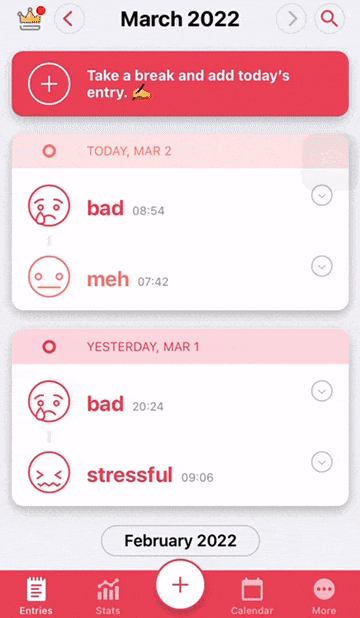 March 2022
Take a break and add today's
entry. ✍️
TODAY, MAR 2
bad 08:54
meh 07:42
YESTERDAY, MAR 1
bad 20:24
stressful 09:06
February 2022
Entries Stats Calendar More